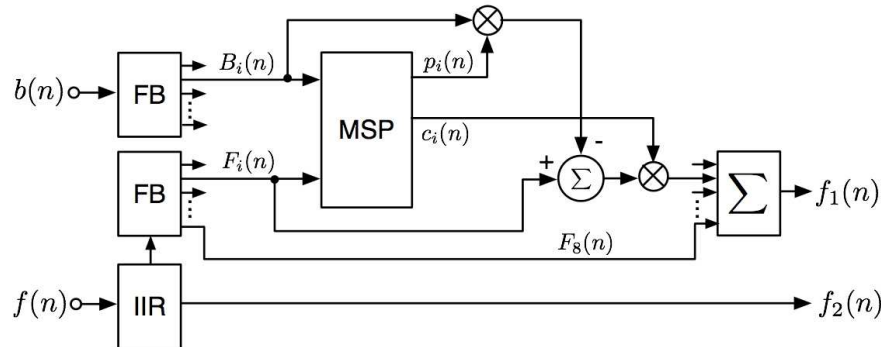 B_i(n)
p_i(n)
b(n)
FB
MSP
c_i(n)
F_i(n)
+
-
FB
Σ
Σ
f_1(n)
F_8(n)
f(n)
IIR
f_2(n)